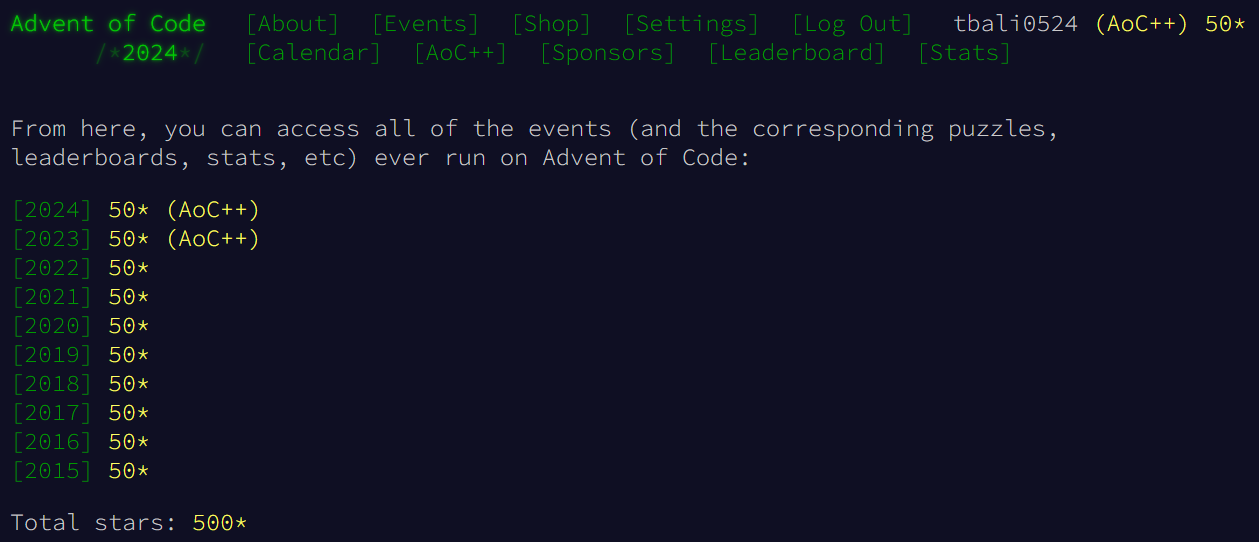 Advent of Code [About] [Events] [Shop] [Settings] [Log Out] tbali0524 (AoC++) 50*
/*2024*/ [Calendar] [AoC++] [Sponsors] [Leaderboard] [Stats]
From here, you can access all of the events (and the corresponding puzzles,
leaderboards, stats, etc) ever run on Advent of Code:
[2024] 50* (AoC++)
[2023] 50* (AoC++)
[2022] 50*
[2021] 50*
[2020] 50*
[2019] 50*
[2018] 50*
[2017] 50*
[2016] 50*
[2015] 50*
Total stars: 500*